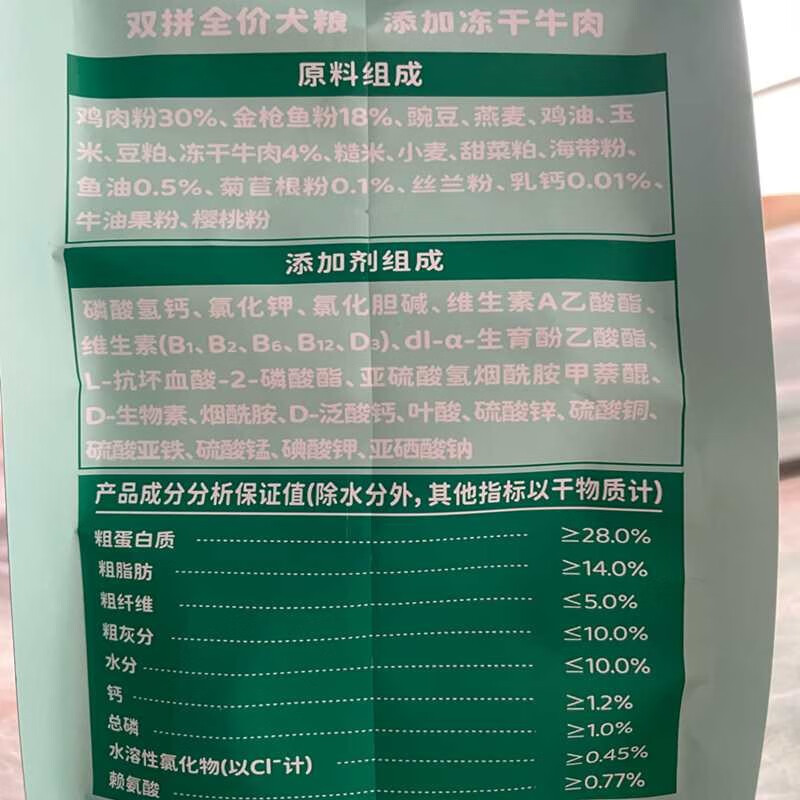 双拼全价犬粮 添加冻干牛肉
原料组成
鸡肉粉30%、金枪鱼粉18%、豌豆、燕麦、鸡油、玉
米、豆粕、冻干牛肉4%、糙米、小麦、甜菜粕、海带粉、
鱼油0.5%、菊苣根粉0.1%、丝兰粉、乳钙0.01%、
牛油果粉、樱桃粉
添加剂组成
磷酸氢钙、氯化钾、氯化胆碱、维生素A乙酸酯、
维生素(B₁、B₂、B₆、B₁₂、D₃)、dl-α-生育酚乙酸酯、
L-抗坏血酸-2-磷酸酯、亚硫酸氢烟酰胺甲萘醌、
D-生物素、烟酰胺、D-泛酸钙、叶酸、硫酸锌、硫酸铜、
硫酸亚铁、硫酸锰、碘酸钾、亚硒酸钠
产品成分分析保证值(除水分外,其他指标以干物质计)
粗蛋白质 ≥28.0%
粗脂肪 ≥14.0%
粗纤维 ≤5.0%
粗灰分 ≤10.0%
水分 ≤10.0%
钙 ≥1.2%
总磷 ≥1.0%
水溶性氯化物(以Cl⁻计) ≥0.45%
赖氨酸 ≥0.77%